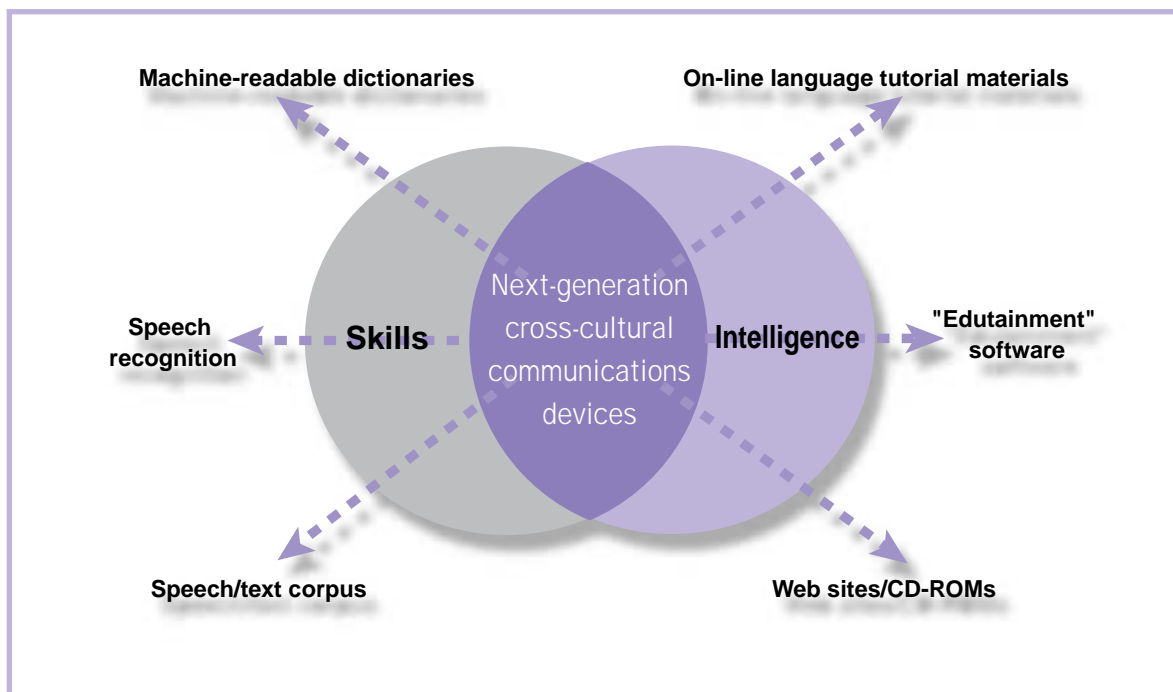 Machine-readable dictionaries
On-line language tutorial materials
Speech
recognition
Skills
Next-generation
cross-cultural
communications
devices
Intelligence
"Edutainment"
software
Speech/text corpus
Web sites/CD-ROMs